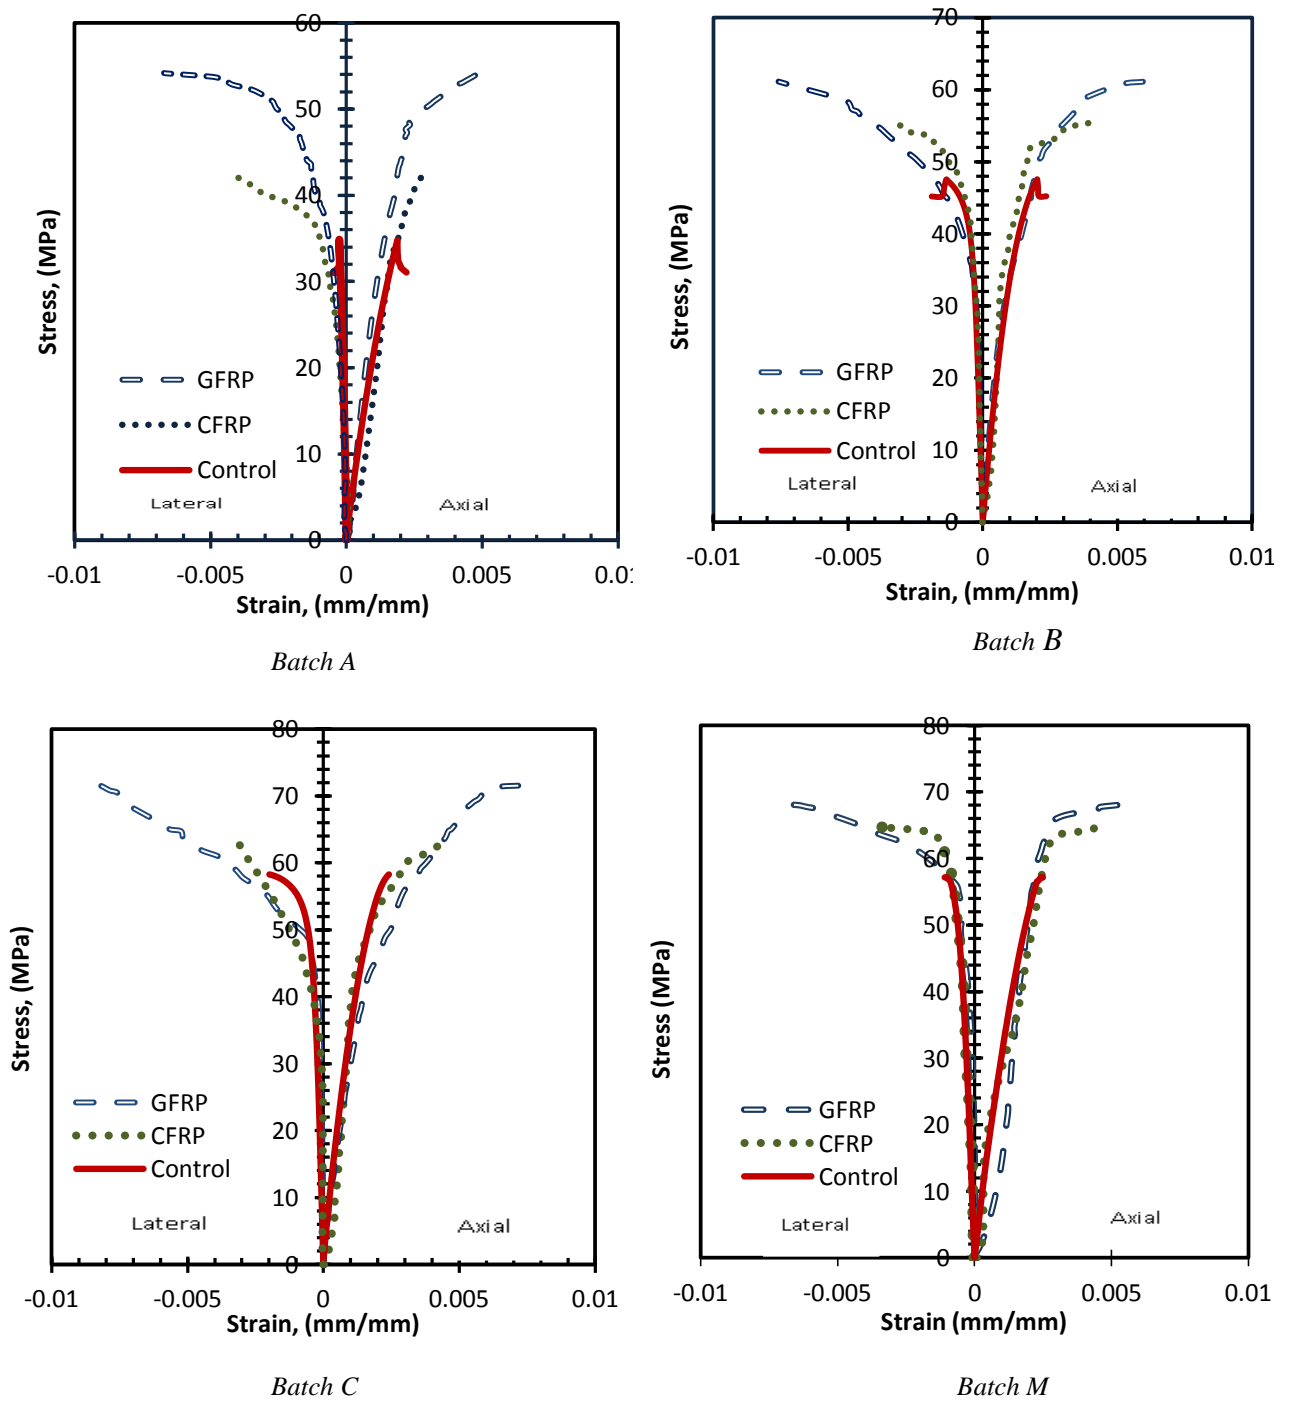 60
50
40
30
20
10
0
Stress, (MPa)
GFRP
CFRP
Control
Lateral
Axial
-0.01
-0.005
0
0.005
0.01
Strain, (mm/mm)
Batch A
70
60
50
40
30
20
10
0
Stress, (MPa)
GFRP
CFRP
Control
Lateral
Axial
-0.01
-0.005
0
0.005
0.01
Strain, (mm/mm)
Batch B
80
70
60
50
40
30
20
10
0
Stress, (MPa)
GFRP
CFRP
Control
Lateral
Axial
-0.01
-0.005
0
0.005
0.01
Strain, (mm/mm)
Batch C
80
70
60
50
40
30
20
10
0
Stress (MPa)
GFRP
CFRP
Control
Lateral
Axial
-0.01
-0.005
0
0.005
0.01
Strain (mm/mm)
Batch M